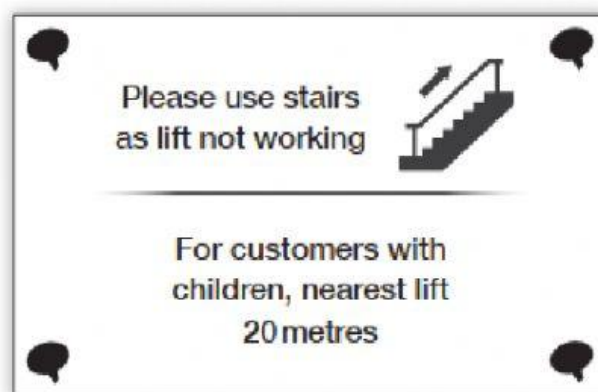 Please use stairs
as lift not working
For customers with
children, nearest lift
20 metres